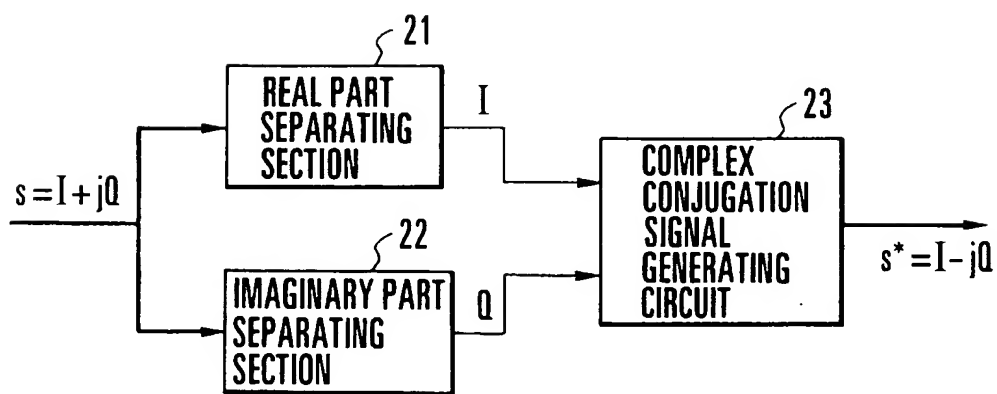 21
REAL PART
SEPARATING
SECTION
I
s=I+jQ
22
IMAGINARY PART
SEPARATING
SECTION
Q
23
COMPLEX
CONJUGATION
SIGNAL
GENERATING
CIRCUIT
s*=I-jQ